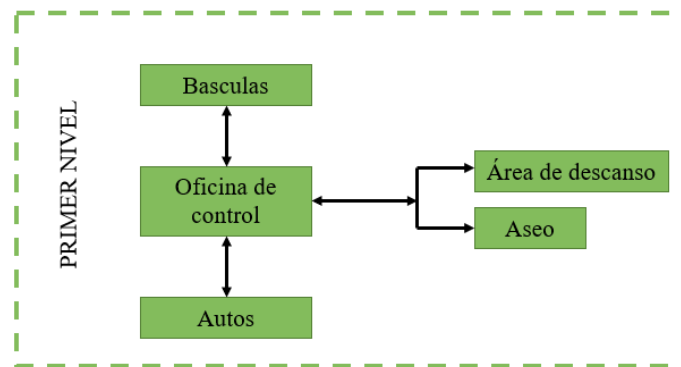 PRIMER NIVEL
Basculas
Oficina de
control
Autos
Área de descanso
Aseo